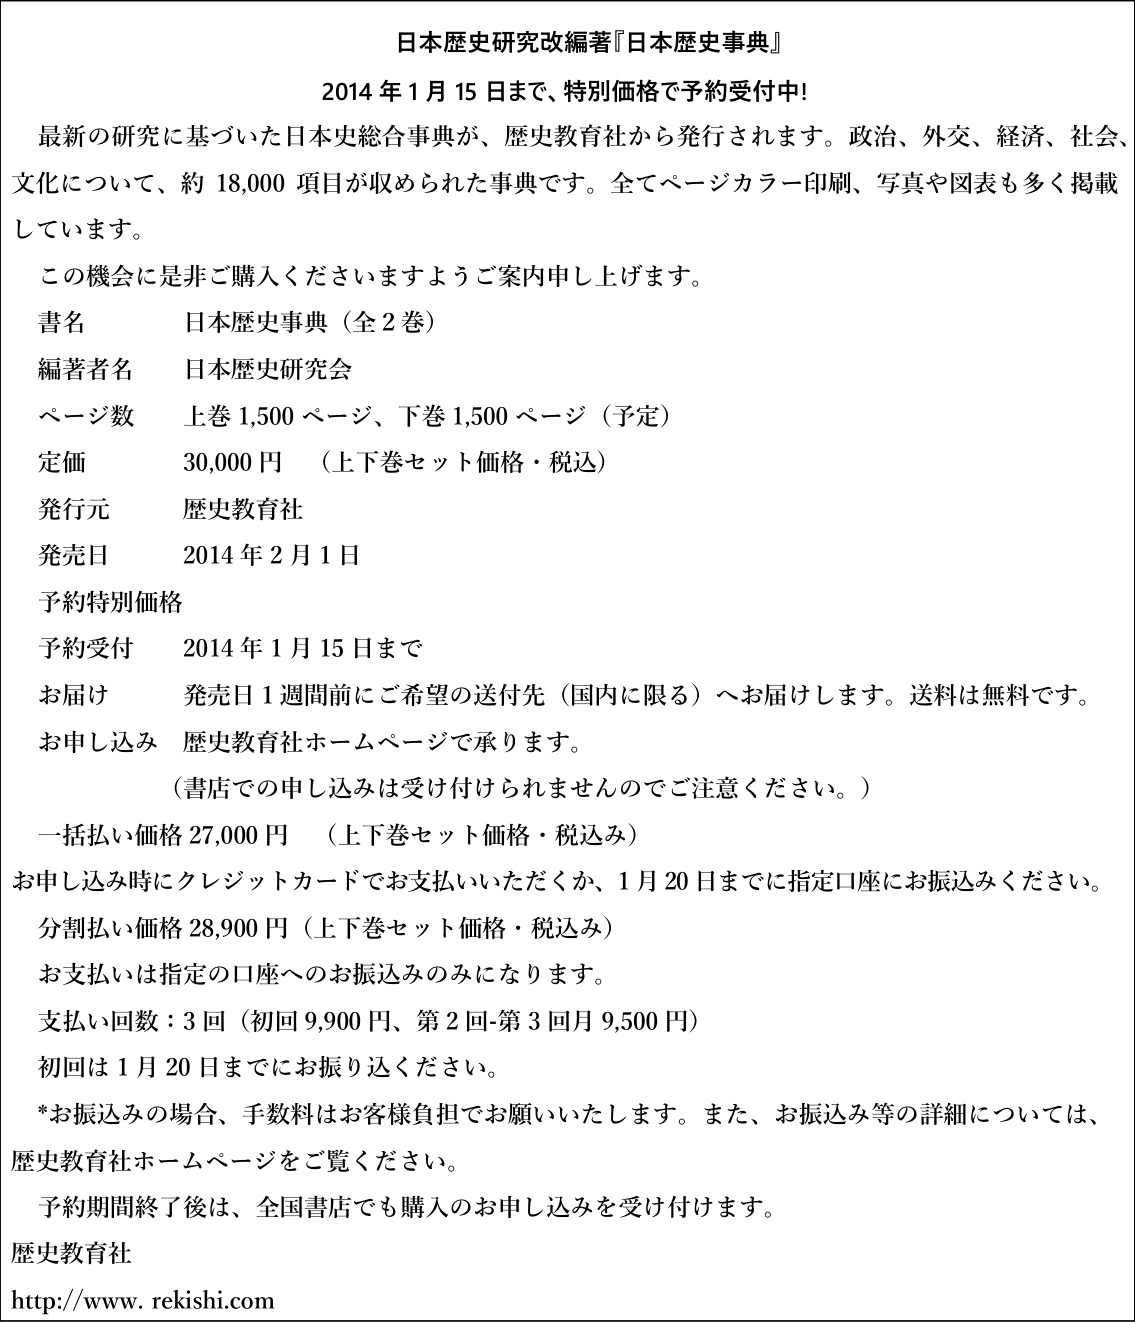 日本歴史研究改編著『日本歴史事典』
2014年1月15日まで、特別価格で予約受付中!
最新の研究に基づいた日本史総合事典が、歴史教育社から発行されます。政治、外交、経済、社会、
文化について、約 18,000 項目が収められた事典です。全てページカラー印刷、写真や図表も多く掲載
しています。
この機会に是非ご購入くださいますようご案内申し上げます。
書名 日本歴史事典（全2巻）
編著者名 日本歴史研究会
ページ数 上巻 1,500 ページ、下巻 1,500 ページ（予定）
定価 30,000 円 （上下巻セット価格・税込）
発行元 歴史教育社
発売日 2014年2月1日
予約特別価格
予約受付 2014年1月15日まで
お届け 発売日1週間前にご希望の送付先（国内に限る）へお届けします。送料は無料です。
お申し込み 歴史教育社ホームページで承ります。
（書店での申し込みは受け付けられませんのでご注意ください。）
一括払い価格 27,000 円 （上下巻セット価格・税込み）
お申し込み時にクレジットカードでお支払いいただくか、1月20日までに指定口座にお振込みください。
分割払い価格 28,900 円（上下巻セット価格・税込み）
お支払いは指定の口座へのお振込みのみになります。
支払い回数：3回（初回 9,900 円、第2回-第3回月 9,500 円）
初回は1月20日までにお振り込ください。
*お振込みの場合、手数料はお客様負担でお願いいたします。また、お振込み等の詳細については、
歴史教育社ホームページをご覧ください。
予約期間終了後は、全国書店でも購入のお申し込みを受け付けます。
歴史教育社
http://www. rekishi.com